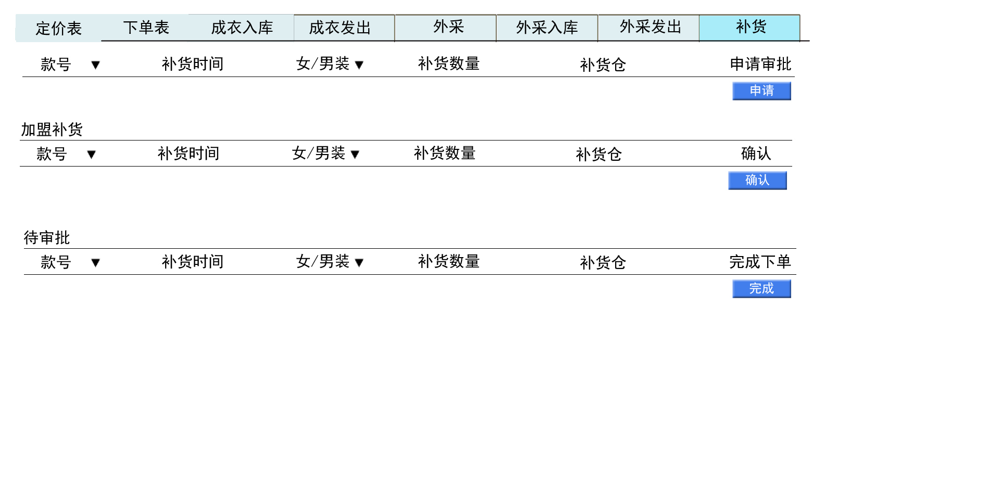 定价表 下单表 成衣入库 成衣发出 外采 外采入库 外采发出 补货
款号 ▼ 补货时间 女/男装 ▼ 补货数量 补货仓 申请审批
申请
加盟补货
款号 ▼ 补货时间 女/男装 ▼ 补货数量 补货仓 确认
确认
待审批
款号 ▼ 补货时间 女/男装 ▼ 补货数量 补货仓 完成下单
完成